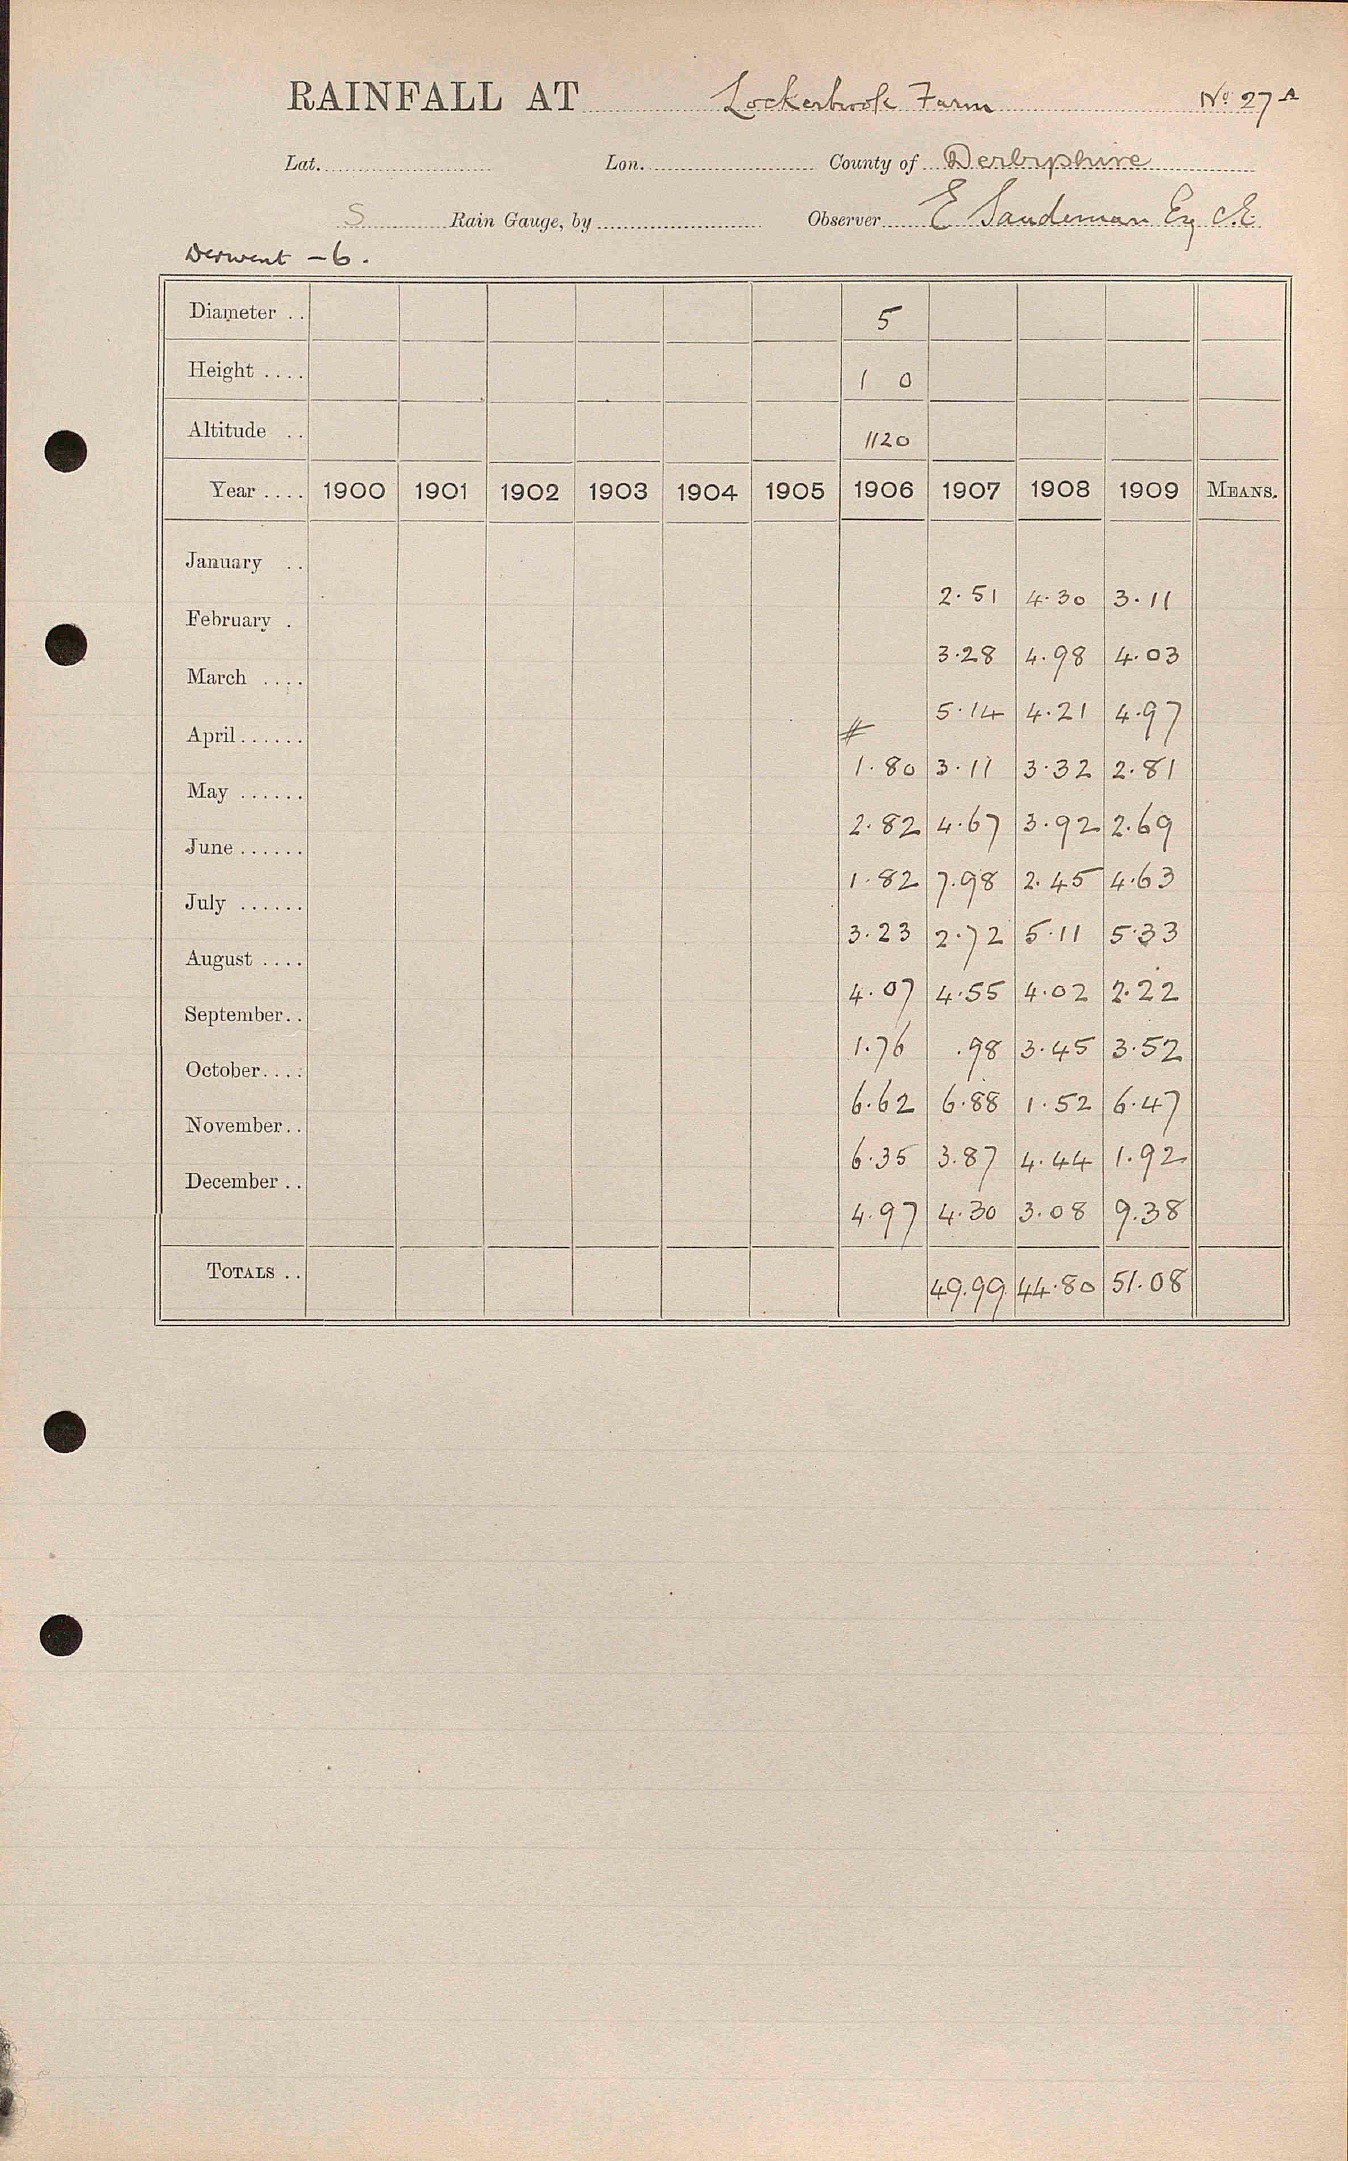 RAINFALL AT Lockerbrook Farm No 27A
Lat. Lon. County of Derbyshire
S Rain Gauge, by Observer E Sandeman Esq C.E.
Derwent - 6.
Diameter .. 5
Height .... 1 0
Altitude .. 1120
Year .... 1900 1901 1902 1903 1904 1905 1906 1907 1908 1909 MEANS.
January .. 2.51 4.30 3.11
February . 3.28 4.98 4.03
March .... 5.14 4.21 4.97
April...... # 1.80 3.11 3.32 2.81
May ...... 2.82 4.67 3.92 2.69
June ...... 1.82 7.98 2.45 4.63
July ...... 3.23 2.72 5.11 5.33
August .... 4.07 4.55 4.02 2.22
September.. 1.76 .98 3.45 3.52
October.... 6.62 6.88 1.52 6.47
November.. 6.35 3.87 4.44 1.92
December .. 4.97 4.30 3.08 9.38
TOTALS .. 49.99 44.80 51.08